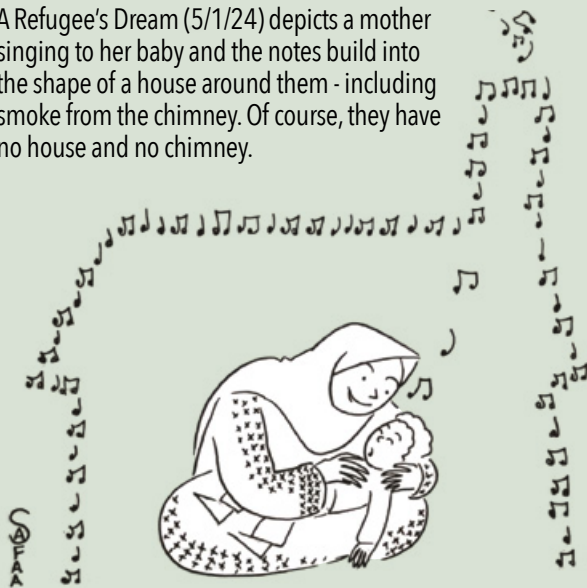 A Refugee’s Dream (5/1/24) depicts a mother
singing to her baby and the notes build into
the shape of a house around them - including
smoke from the chimney. Of course, they have
no house and no chimney.
SAFAA